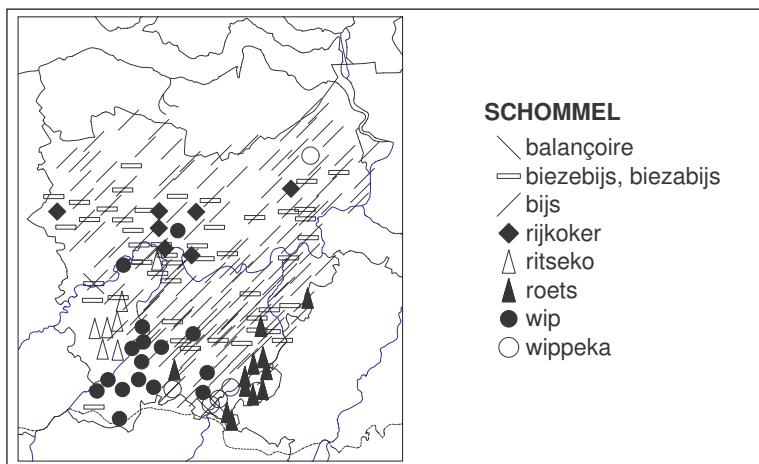 SCHOMMEL
balançoire
biezebijs, biezabijs
bijs
rijkoker
ritseko
roets
wip
wippeka